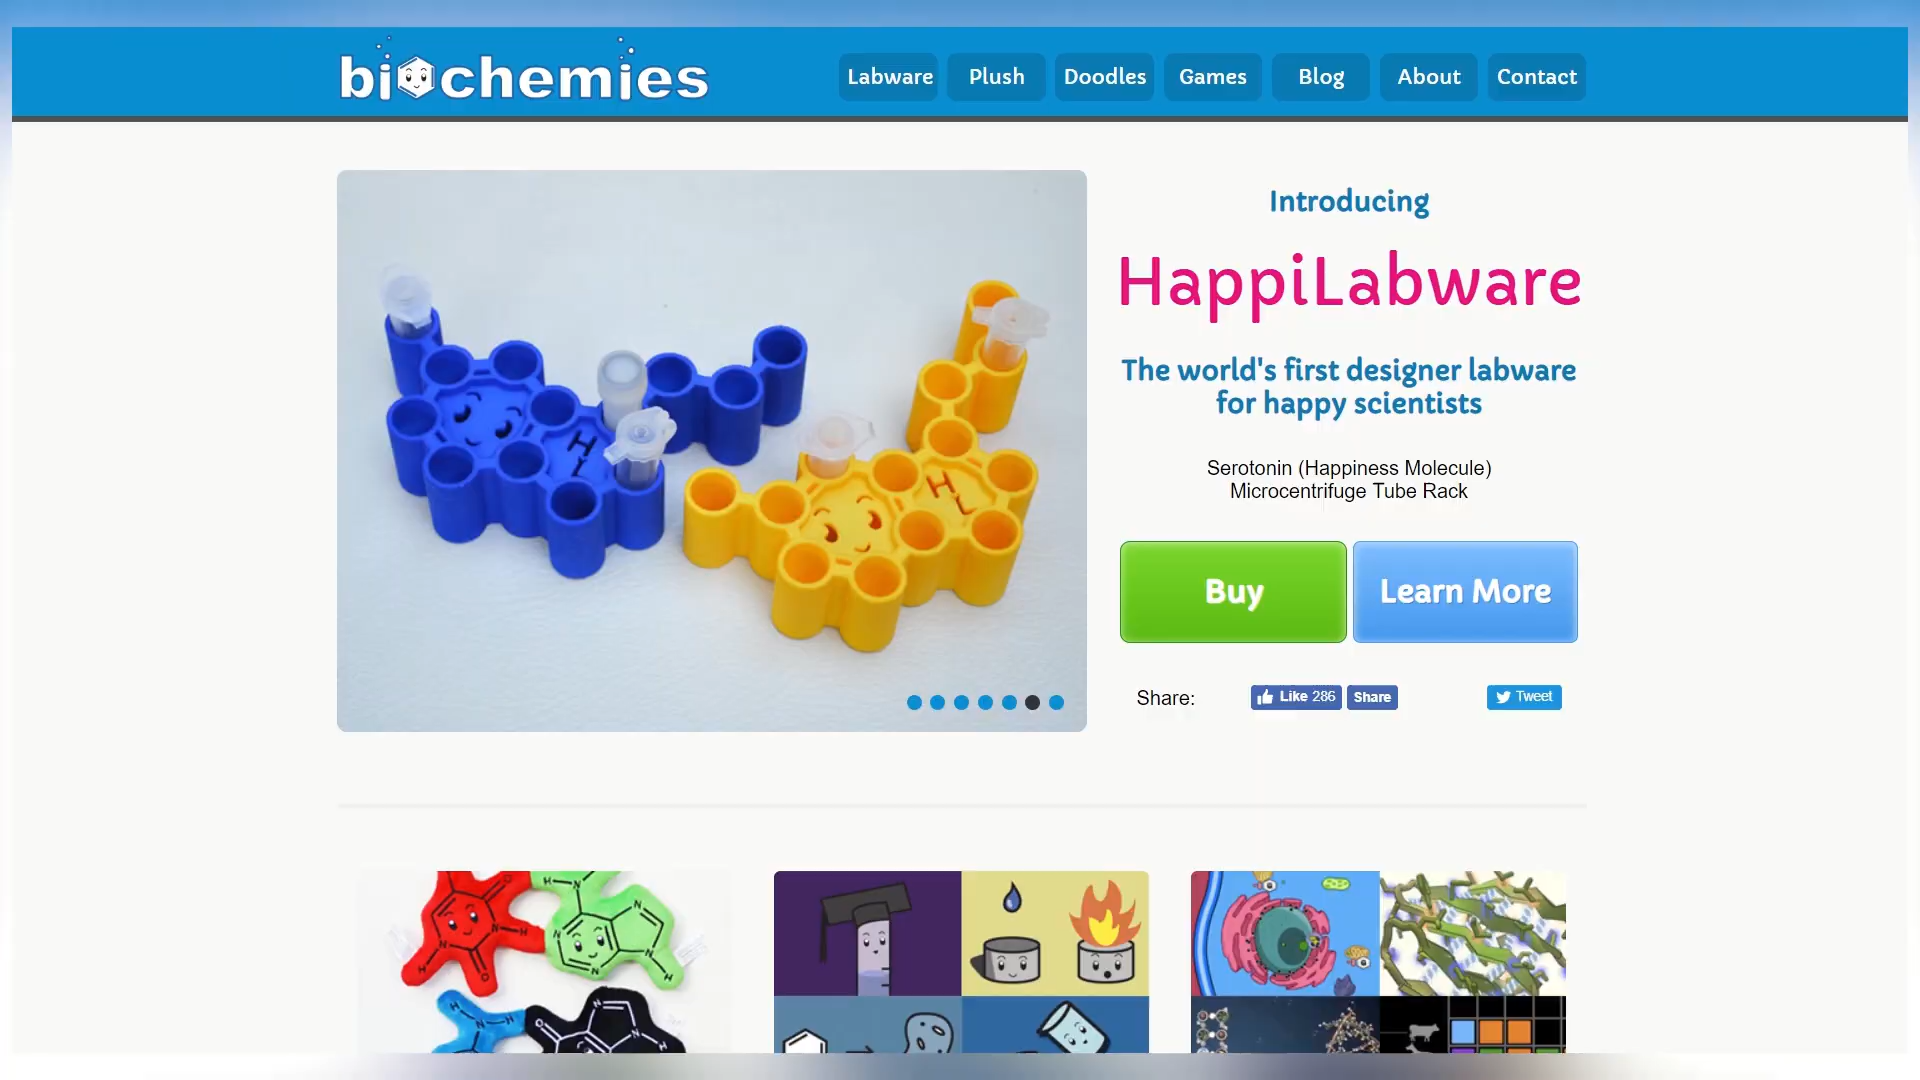 biochemies
Labware Plush Doodles Games Blog About Contact
Introducing
HappiLabware
The world's first designer labware
for happy scientists
Serotonin (Happiness Molecule)
Microcentrifuge Tube Rack
Buy Learn More
Share: Like 286 Share Tweet
H
L
H
L
H N
N
O
N
N
H
N
H
O
N
N
H
H N H
N
O
N
H